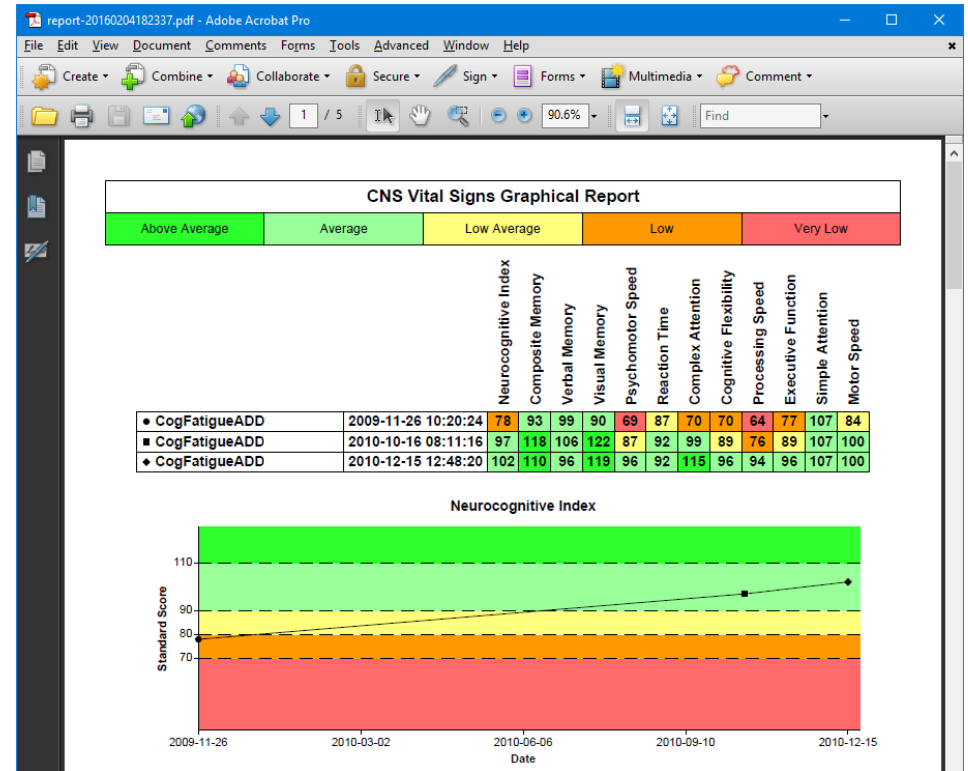 report-20160204182337.pdf - Adobe Acrobat Pro
File Edit View Document Comments Forms Tools Advanced Window Help
Create Combine Collaborate Secure Sign Forms Multimedia Comment
1 / 5 90.6% Find
CNS Vital Signs Graphical Report
Above Average Average Low Average Low Very Low
Neurocognitive Index
Composite Memory
Verbal Memory
Visual Memory
Psychomotor Speed
Reaction Time
Complex Attention
Cognitive Flexibility
Processing Speed
Executive Function
Simple Attention
Motor Speed
CogFatigueADD 2009-11-26 10:20:24 78 93 99 90 69 87 70 70 64 77 107 84
CogFatigueADD 2010-10-16 08:11:16 97 118 106 122 87 92 99 89 76 89 107 100
CogFatigueADD 2010-12-15 12:48:20 102 110 96 119 96 92 115 96 94 96 107 100
Neurocognitive Index
110
90
80
70
Standard Score
2009-11-26 2010-03-02 2010-06-06 2010-09-10 2010-12-15
Date